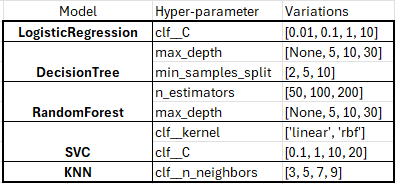 Model Hyper-parameter Variations
LogisticRegression clf__C [0.01, 0.1, 1, 10]
max_depth [None, 5, 10, 30]
DecisionTree min_samples_split [2, 5, 10]
n_estimators [50, 100, 200]
RandomForest max_depth [None, 5, 10, 30]
clf__kernel ['linear', 'rbf']
SVC clf__C [0.1, 1, 10, 20]
KNN clf__n_neighbors [3, 5, 7, 9]